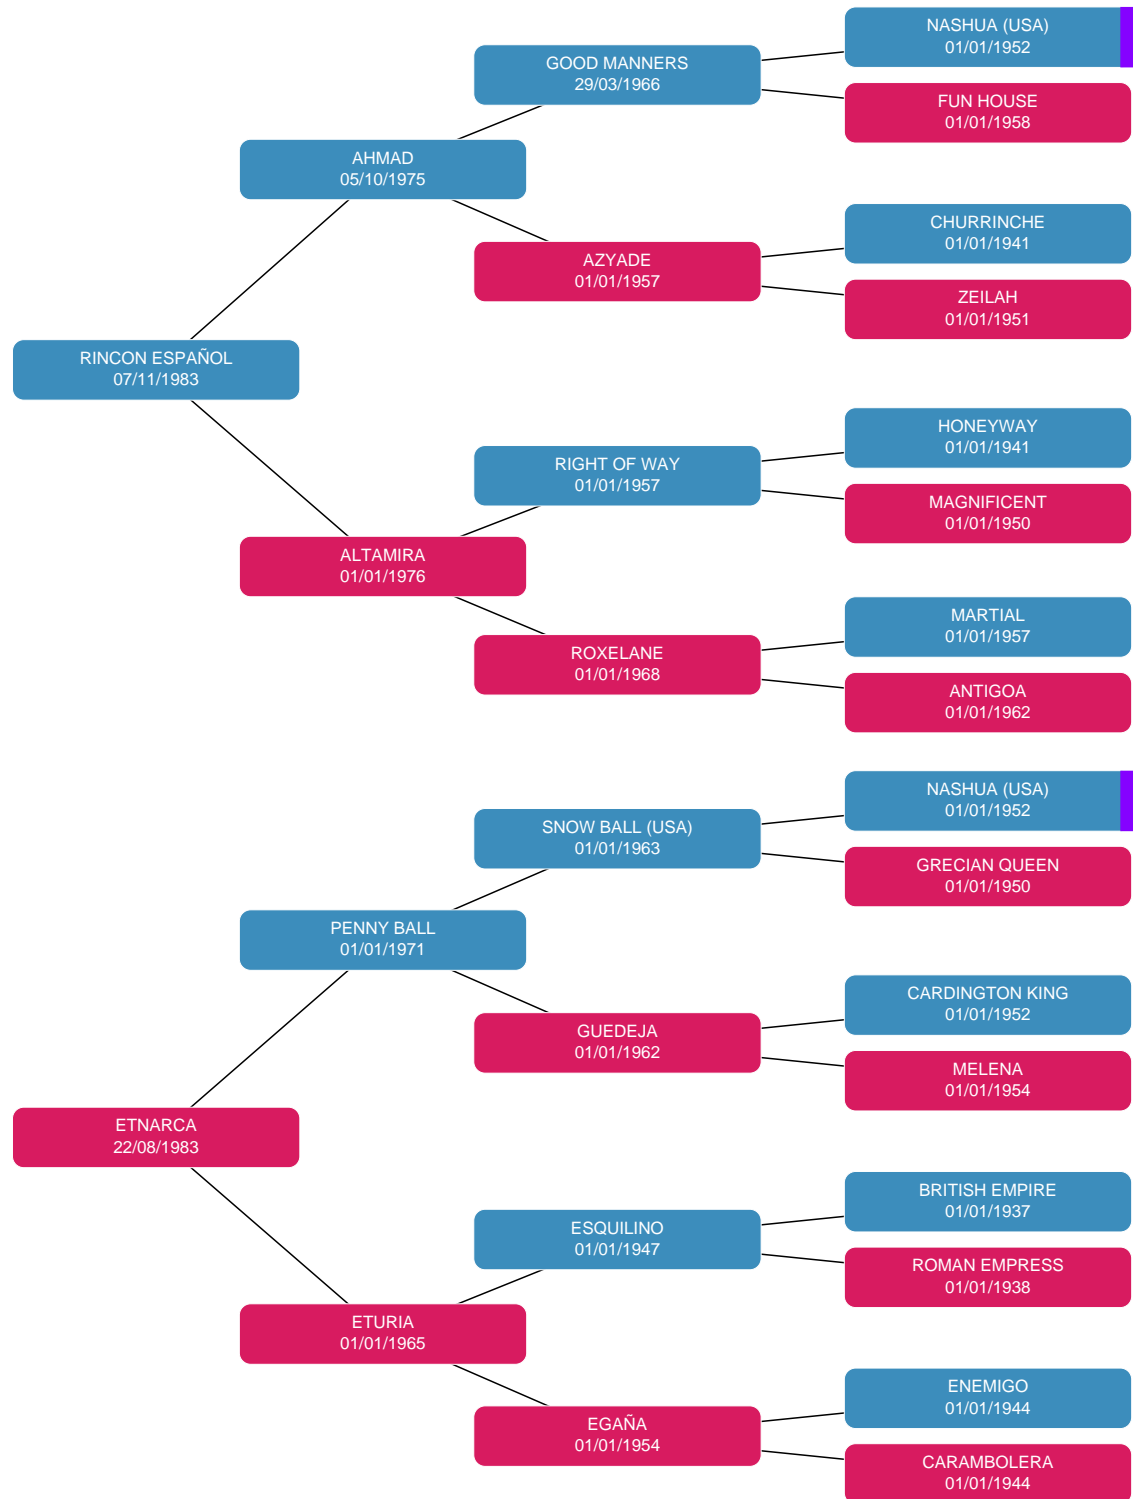 NASHUA (USA)
01/01/1952
GOOD MANNERS
29/03/1966
FUN HOUSE
01/01/1958
AHMAD
05/10/1975
CHURRINCHE
01/01/1941
AZYADE
01/01/1957
ZEILAH
01/01/1951
RINCON ESPAÑOL
07/11/1983
HONEYWAY
01/01/1941
RIGHT OF WAY
01/01/1957
MAGNIFICENT
01/01/1950
ALTAMIRA
01/01/1976
MARTIAL
01/01/1957
ROXELANE
01/01/1968
ANTIGOA
01/01/1962
NASHUA (USA)
01/01/1952
SNOW BALL (USA)
01/01/1963
GRECIAN QUEEN
01/01/1950
PENNY BALL
01/01/1971
CARDINGTON KING
01/01/1952
GUEDEJA
01/01/1962
MELENA
01/01/1954
ETNARCA
22/08/1983
BRITISH EMPIRE
01/01/1937
ESQUILINO
01/01/1947
ROMAN EMPRESS
01/01/1938
ETURIA
01/01/1965
ENEMIGO
01/01/1944
EGAÑA
01/01/1954
CARAMBOLERA
01/01/1944